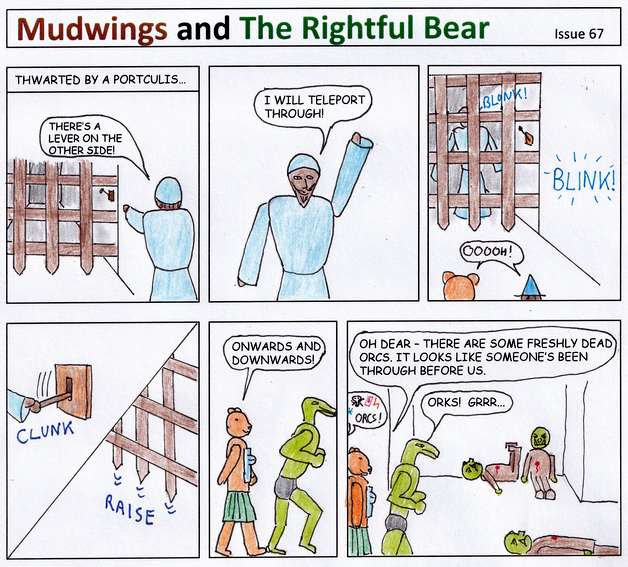 Mudwings and The Rightful Bear
Issue 67
THWARTED BY A PORTCULIS...
THERE'S A
LEVER ON THE
OTHER SIDE!
I WILL TELEPORT
THROUGH!
BLONK!
BLINK!
OOOOH!
CLUNK
RAISE
ONWARDS AND
DOWNWARDS!
OH DEAR - THERE ARE SOME FRESHLY DEAD
ORCS. IT LOOKS LIKE SOMEONE'S BEEN
THROUGH BEFORE US.
ORCS!
ORKS! GRRR...